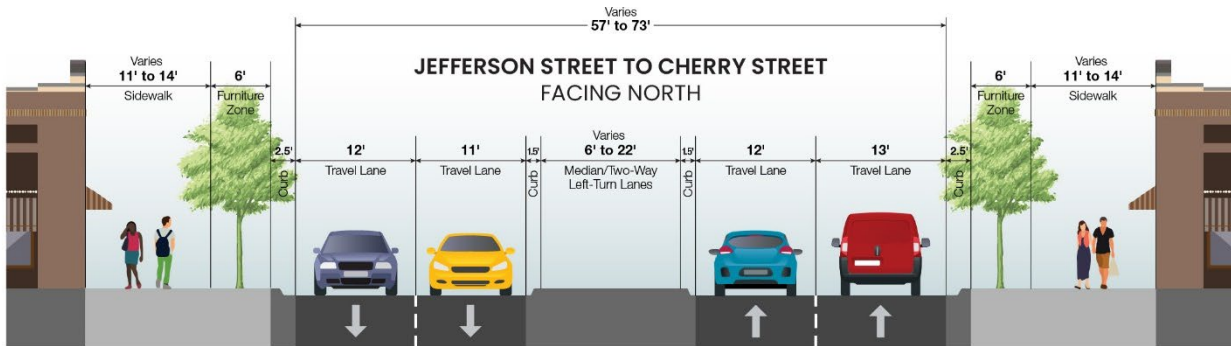 Varies
57' to 73'
JEFFERSON STREET TO CHERRY STREET
FACING NORTH
Varies
11' to 14'
Sidewalk
6'
Furniture
Zone
2.5'
Curb
12'
Travel Lane
11'
Travel Lane
1.5'
Curb
Varies
6' to 22'
Median/Two-Way
Left-Turn Lanes
1.5'
Curb
12'
Travel Lane
13'
Travel Lane
2.5'
Curb
6'
Furniture
Zone
Varies
11' to 14'
Sidewalk